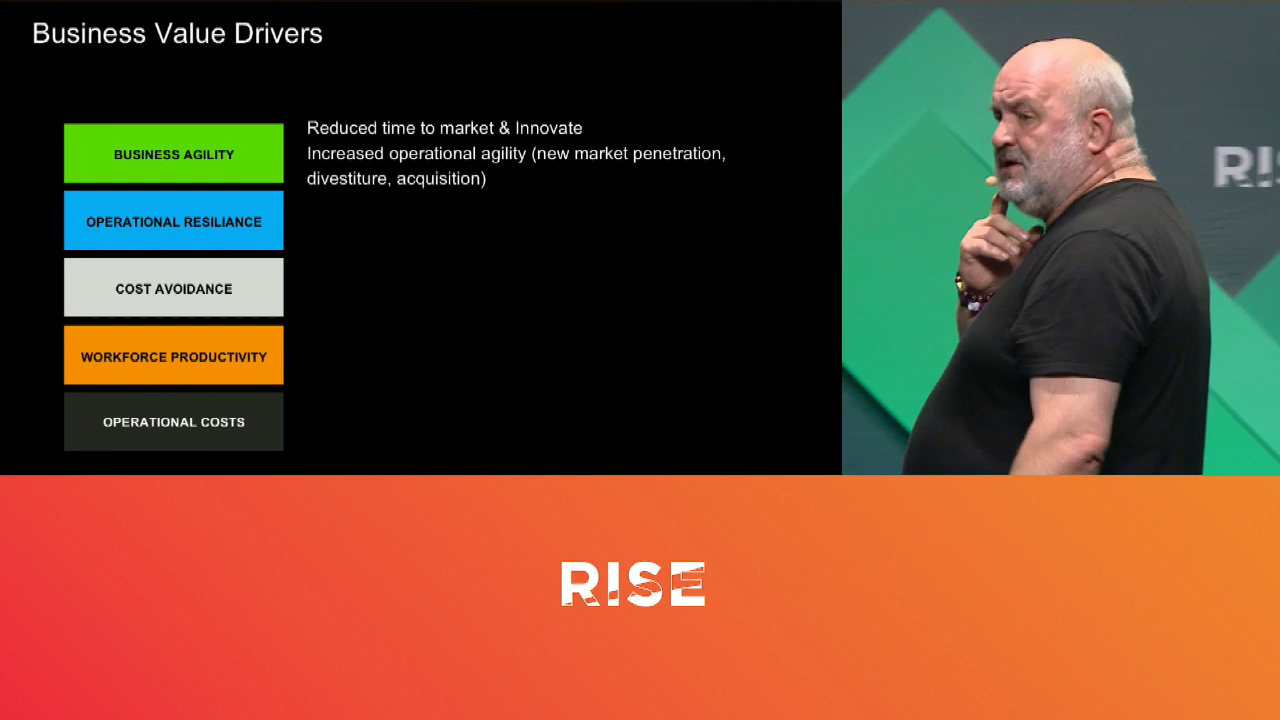 Business Value Drivers
BUSINESS AGILITY
Reduced time to market & Innovate
Increased operational agility (new market penetration,
divestiture, acquisition)
OPERATIONAL RESILIANCE
COST AVOIDANCE
WORKFORCE PRODUCTIVITY
OPERATIONAL COSTS
RIS
RISE